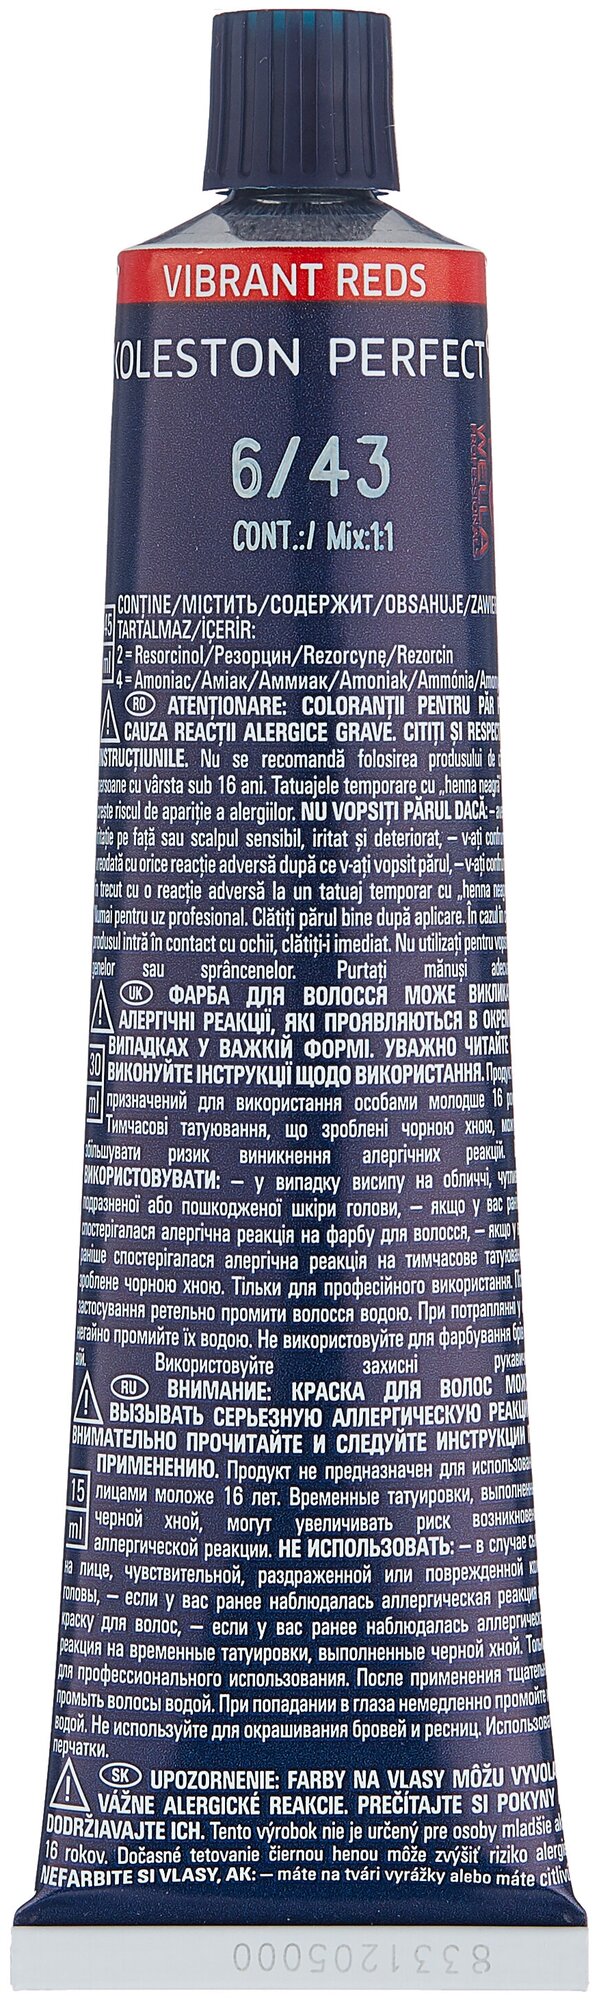 VIBRANT REDS
KOLESTON PERFECT
WELLA
PROFESSIONALS
6/43
CONT.:/ Mix:1:1
CONȚINE/МІСТИТЬ/СОДЕРЖИТ/OBSAHUJE/
45 ml
TARTALMAZ/İÇERİR:
2 = Resorcinol/Резорцин/Rezorcynę/Rezorcin
4 = Amoniac/Аміак/Аммиак/Amoniak/Ammónia/
RO ATENȚIONARE: COLORANȚII PENTRU PĂR
CAUZA REACȚII ALERGICE GRAVE. CITIȚI ȘI
INSTRUCȚIUNILE. Nu se recomandă folosirea produsului de
persoane cu vârsta sub 16 ani. Tatuajele temporare cu „henna neagră
crește riscul de apariție a alergiilor. NU VOPSIȚI PĂRUL DACĂ: –
iritație pe față sau scalpul sensibil, iritat și deteriorat, – v-ați
vreodată cu orice reacție adversă după ce v-ați vopsit părul, – v-ați
în trecut cu o reacție adversă la un tatuaj temporar cu „henna
Numai pentru uz profesional. Clătiți părul bine după aplicare. În cazul în
produsul intră în contact cu ochii, clătiți-i imediat. Nu utilizați pentru
genelor sau sprâncenelor. Purtați mănuși
UK ФАРБА ДЛЯ ВОЛОССЯ МОЖЕ
АЛЕРГІЧНІ РЕАКЦІЇ, ЯКІ ПРОЯВЛЯЮТЬСЯ В
ВИПАДКАХ У ВАЖКІЙ ФОРМІ. УВАЖНО ЧИТАЙТЕ
30 ml
ВИКОНУЙТЕ ІНСТРУКЦІЇ ЩОДО ВИКОРИСТАННЯ.
призначений для використання особами молодше 16
Тимчасові татуювання, що зроблені чорною хною,
збільшувати ризик виникнення алергічних реакцій.
ВИКОРИСТОВУВАТИ: – у випадку висипу на обличчі,
подразненої або пошкодженої шкіри голови, – якщо у вас
спостерігалася алергічна реакція на фарбу для волосся, – якщо у
раніше спостерігалася алергічна реакція на тимчасове
зроблене чорною хною. Тільки для професійного використання.
застосування ретельно промити волосся водою. При потраплянні у
негайно промийте їх водою. Не використовуйте для фарбування
вій. Використовуйте захисні
RU ВНИМАНИЕ: КРАСКА ДЛЯ ВОЛОС
ВЫЗЫВАТЬ СЕРЬЕЗНУЮ АЛЛЕРГИЧЕСКУЮ
ВНИМАТЕЛЬНО ПРОЧИТАЙТЕ И СЛЕДУЙТЕ ИНСТРУКЦИИ
ПРИМЕНЕНИЮ. Продукт не предназначен для
15 ml
лицами моложе 16 лет. Временные татуировки,
черной хной, могут увеличивать риск
аллергической реакции. НЕ ИСПОЛЬЗОВАТЬ: – в случае
на лице, чувствительной, раздраженной или поврежденной
головы, – если у вас ранее наблюдалась аллергическая реакция
краску для волос, – если у вас ранее наблюдалась
реакция на временные татуировки, выполненные черной хной.
для профессионального использования. После применения
промыть волосы водой. При попадании в глаза немедленно промойте
водой. Не используйте для окрашивания бровей и ресниц.
перчатки.
SK UPOZORNENIE: FARBY NA VLASY MÔŽU
VÁŽNE ALERGICKÉ REAKCIE. PREČÍTAJTE SI POKYNY
DODRŽIAVAJTE ICH. Tento výrobok nie je určený pre osoby mladšie
16 rokov. Dočasné tetovanie čiernou henou môže zvýšiť riziko
NEFARBITE SI VLASY, AK: – máte na tvári vyrážky alebo máte
8331205000